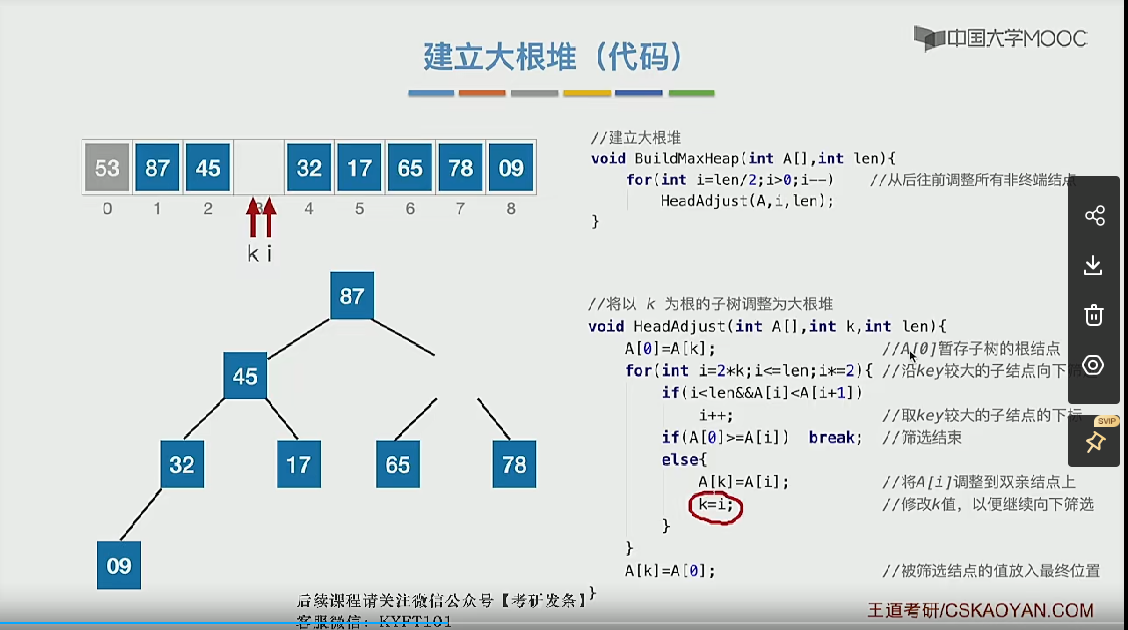 中国大学MOOC
建立大根堆（代码）
53 87 45 32 17 65 78 09
0 1 2 3 4 5 6 7 8
k i
87
45
32 17 65 78
09
//建立大根堆
void BuildMaxHeap(int A[],int len){
for(int i=len/2;i>0;i--) //从后往前调整所有非终端结点
HeadAdjust(A,i,len);
}
//将以 k 为根的子树调整为大根堆
void HeadAdjust(int A[],int k,int len){
A[0]=A[k]; //A[0]暂存子树的根结点
for(int i=2*k;i<=len;i*=2){ //沿key较大的子结点向下
if(i<len&&A[i]<A[i+1])
i++; //取key较大的子结点的下标
if(A[0]>=A[i]) break; //筛选结束
else{
A[k]=A[i]; //将A[i]调整到双亲结点上
k=i; //修改k值，以便继续向下筛选
}
}
A[k]=A[0]; //被筛选结点的值放入最终位置
}
SVIP
后续课程请关注微信公众号【考研发条】
客服微信：KYFT101
王道考研/CSKAOYAN.COM